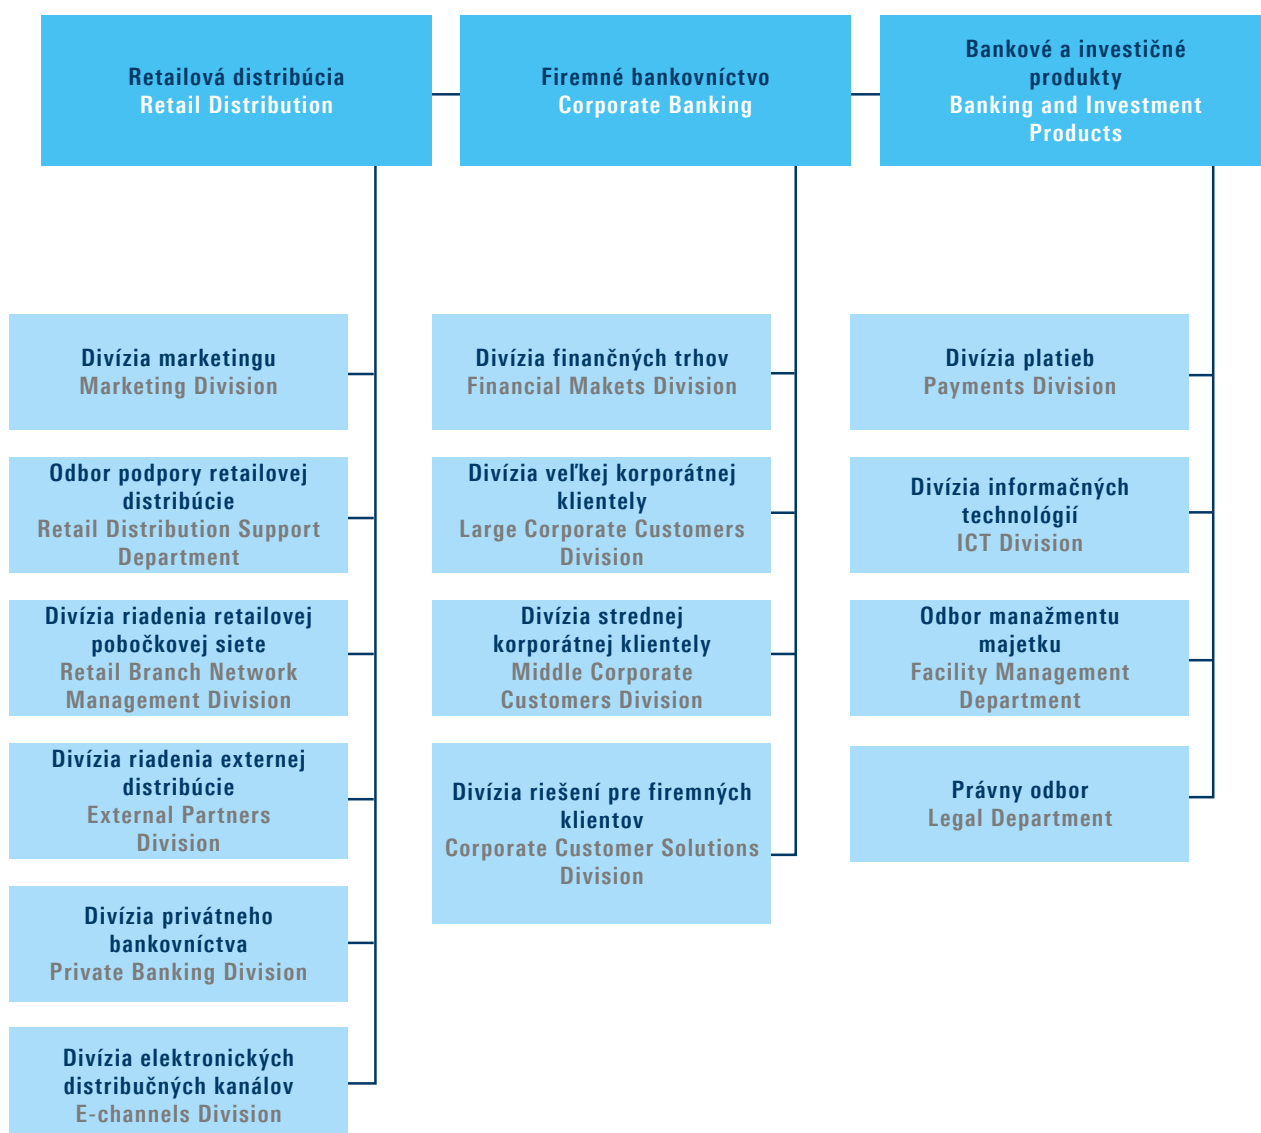 Retailová distribúcia
Retail Distribution
Firemné bankovníctvo
Corporate Banking
Bankové a investičné
produkty
Banking and Investment
Products
Divízia marketingu
Marketing Division
Odbor podpory retailovej
distribúcie
Retail Distribution Support
Department
Divízia riadenia retailovej
pobočkovej siete
Retail Branch Network
Management Division
Divízia riadenia externej
distribúcie
External Partners
Division
Divízia privátneho
bankovníctva
Private Banking Division
Divízia elektronických
distribučných kanálov
E-channels Division
Divízia finančných trhov
Financial Makets Division
Divízia veľkej korporátnej
klientely
Large Corporate Customers
Division
Divízia strednej
korporátnej klientely
Middle Corporate
Customers Division
Divízia riešení pre firemných
klientov
Corporate Customer Solutions
Division
Divízia platieb
Payments Division
Divízia informačných
technológií
ICT Division
Odbor manažmentu
majetku
Facility Management
Department
Právny odbor
Legal Department